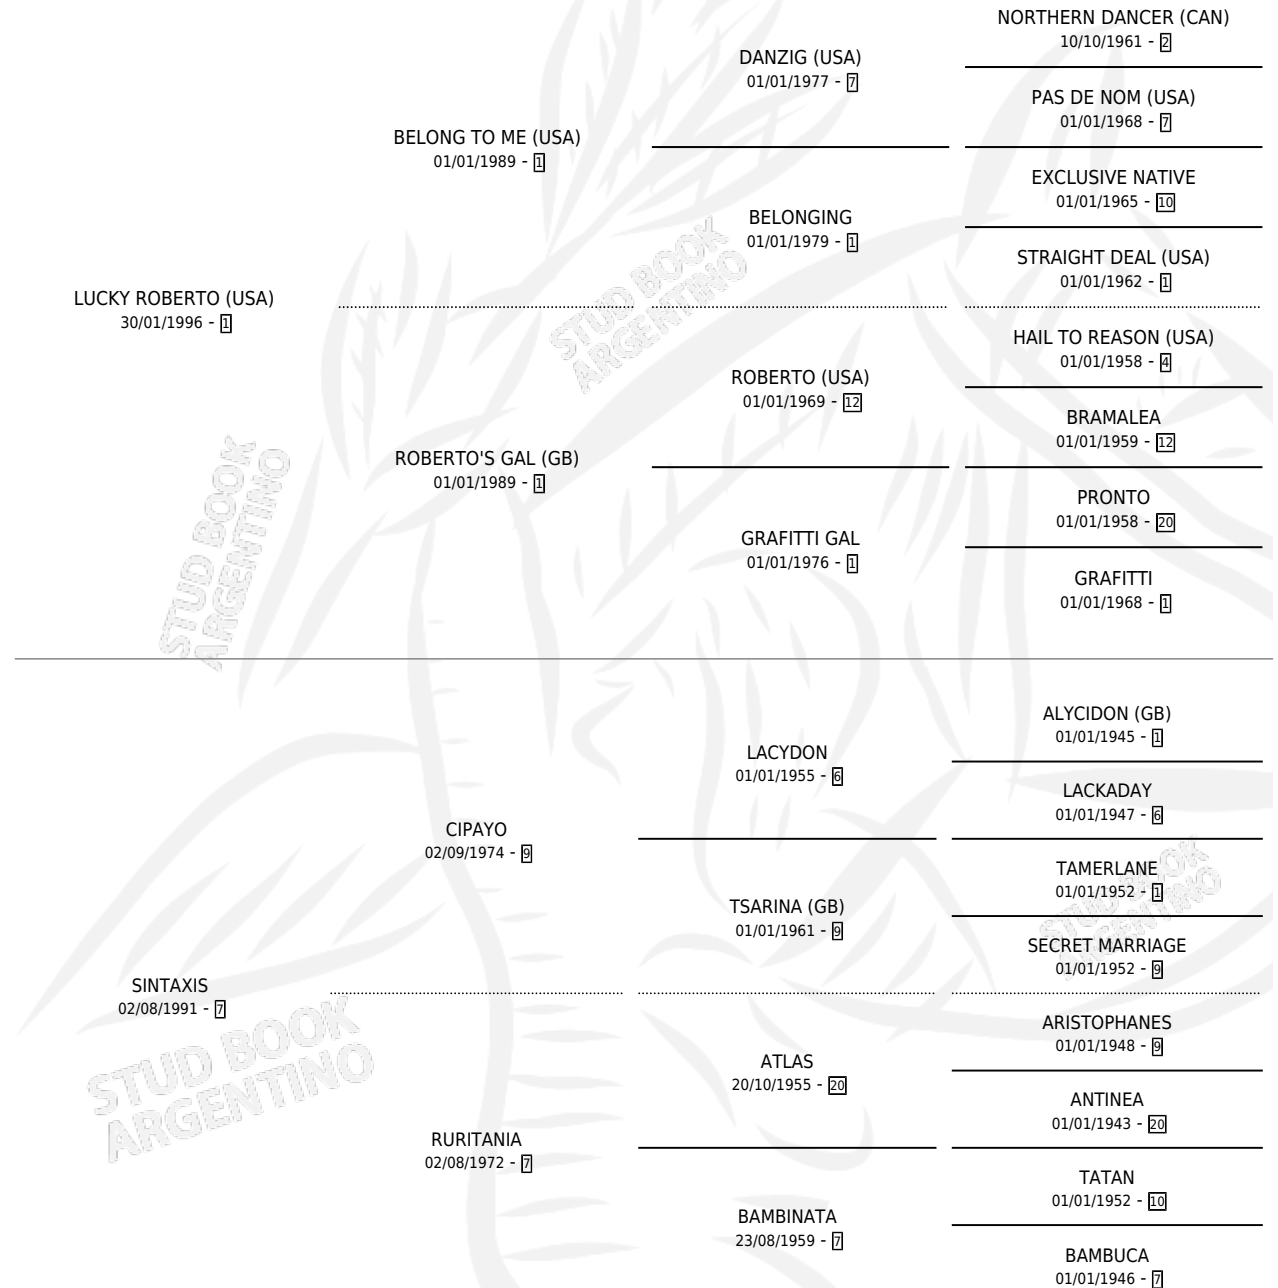 NORTHERN DANCER (CAN)
10/10/1961 - 2
DANZIG (USA)
01/01/1977 - 7
PAS DE NOM (USA)
01/01/1968 - 7
BELONG TO ME (USA)
01/01/1989 - 1
EXCLUSIVE NATIVE
01/01/1965 - 10
BELONGING
01/01/1979 - 1
STRAIGHT DEAL (USA)
01/01/1962 - 1
LUCKY ROBERTO (USA)
30/01/1996 - 1
HAIL TO REASON (USA)
01/01/1958 - 4
ROBERTO (USA)
01/01/1969 - 12
BRAMALEA
01/01/1959 - 12
ROBERTO'S GAL (GB)
01/01/1989 - 1
PRONTO
01/01/1958 - 20
GRAFITTI GAL
01/01/1976 - 1
GRAFITTI
01/01/1968 - 1
STUD BOOK
ARGENTINO
STUD BOOK
ARGENTINO
ALYCIDON (GB)
01/01/1945 - 1
LACYDON
01/01/1955 - 6
LACKADAY
01/01/1947 - 6
CIPAYO
02/09/1974 - 9
TAMERLANE
01/01/1952 - 1
TSARINA (GB)
01/01/1961 - 9
SECRET MARRIAGE
01/01/1952 - 9
SINTAXIS
02/08/1991 - 7
ARISTOPHANES
01/01/1948 - 9
ATLAS
20/10/1955 - 20
ANTINEA
01/01/1943 - 20
RURITANIA
02/08/1972 - 7
TATAN
01/01/1952 - 10
BAMBINATA
23/08/1959 - 7
BAMBUCA
01/01/1946 - 7
STUD BOOK
ARGENTINO
STUD BOOK
ARGENTINO